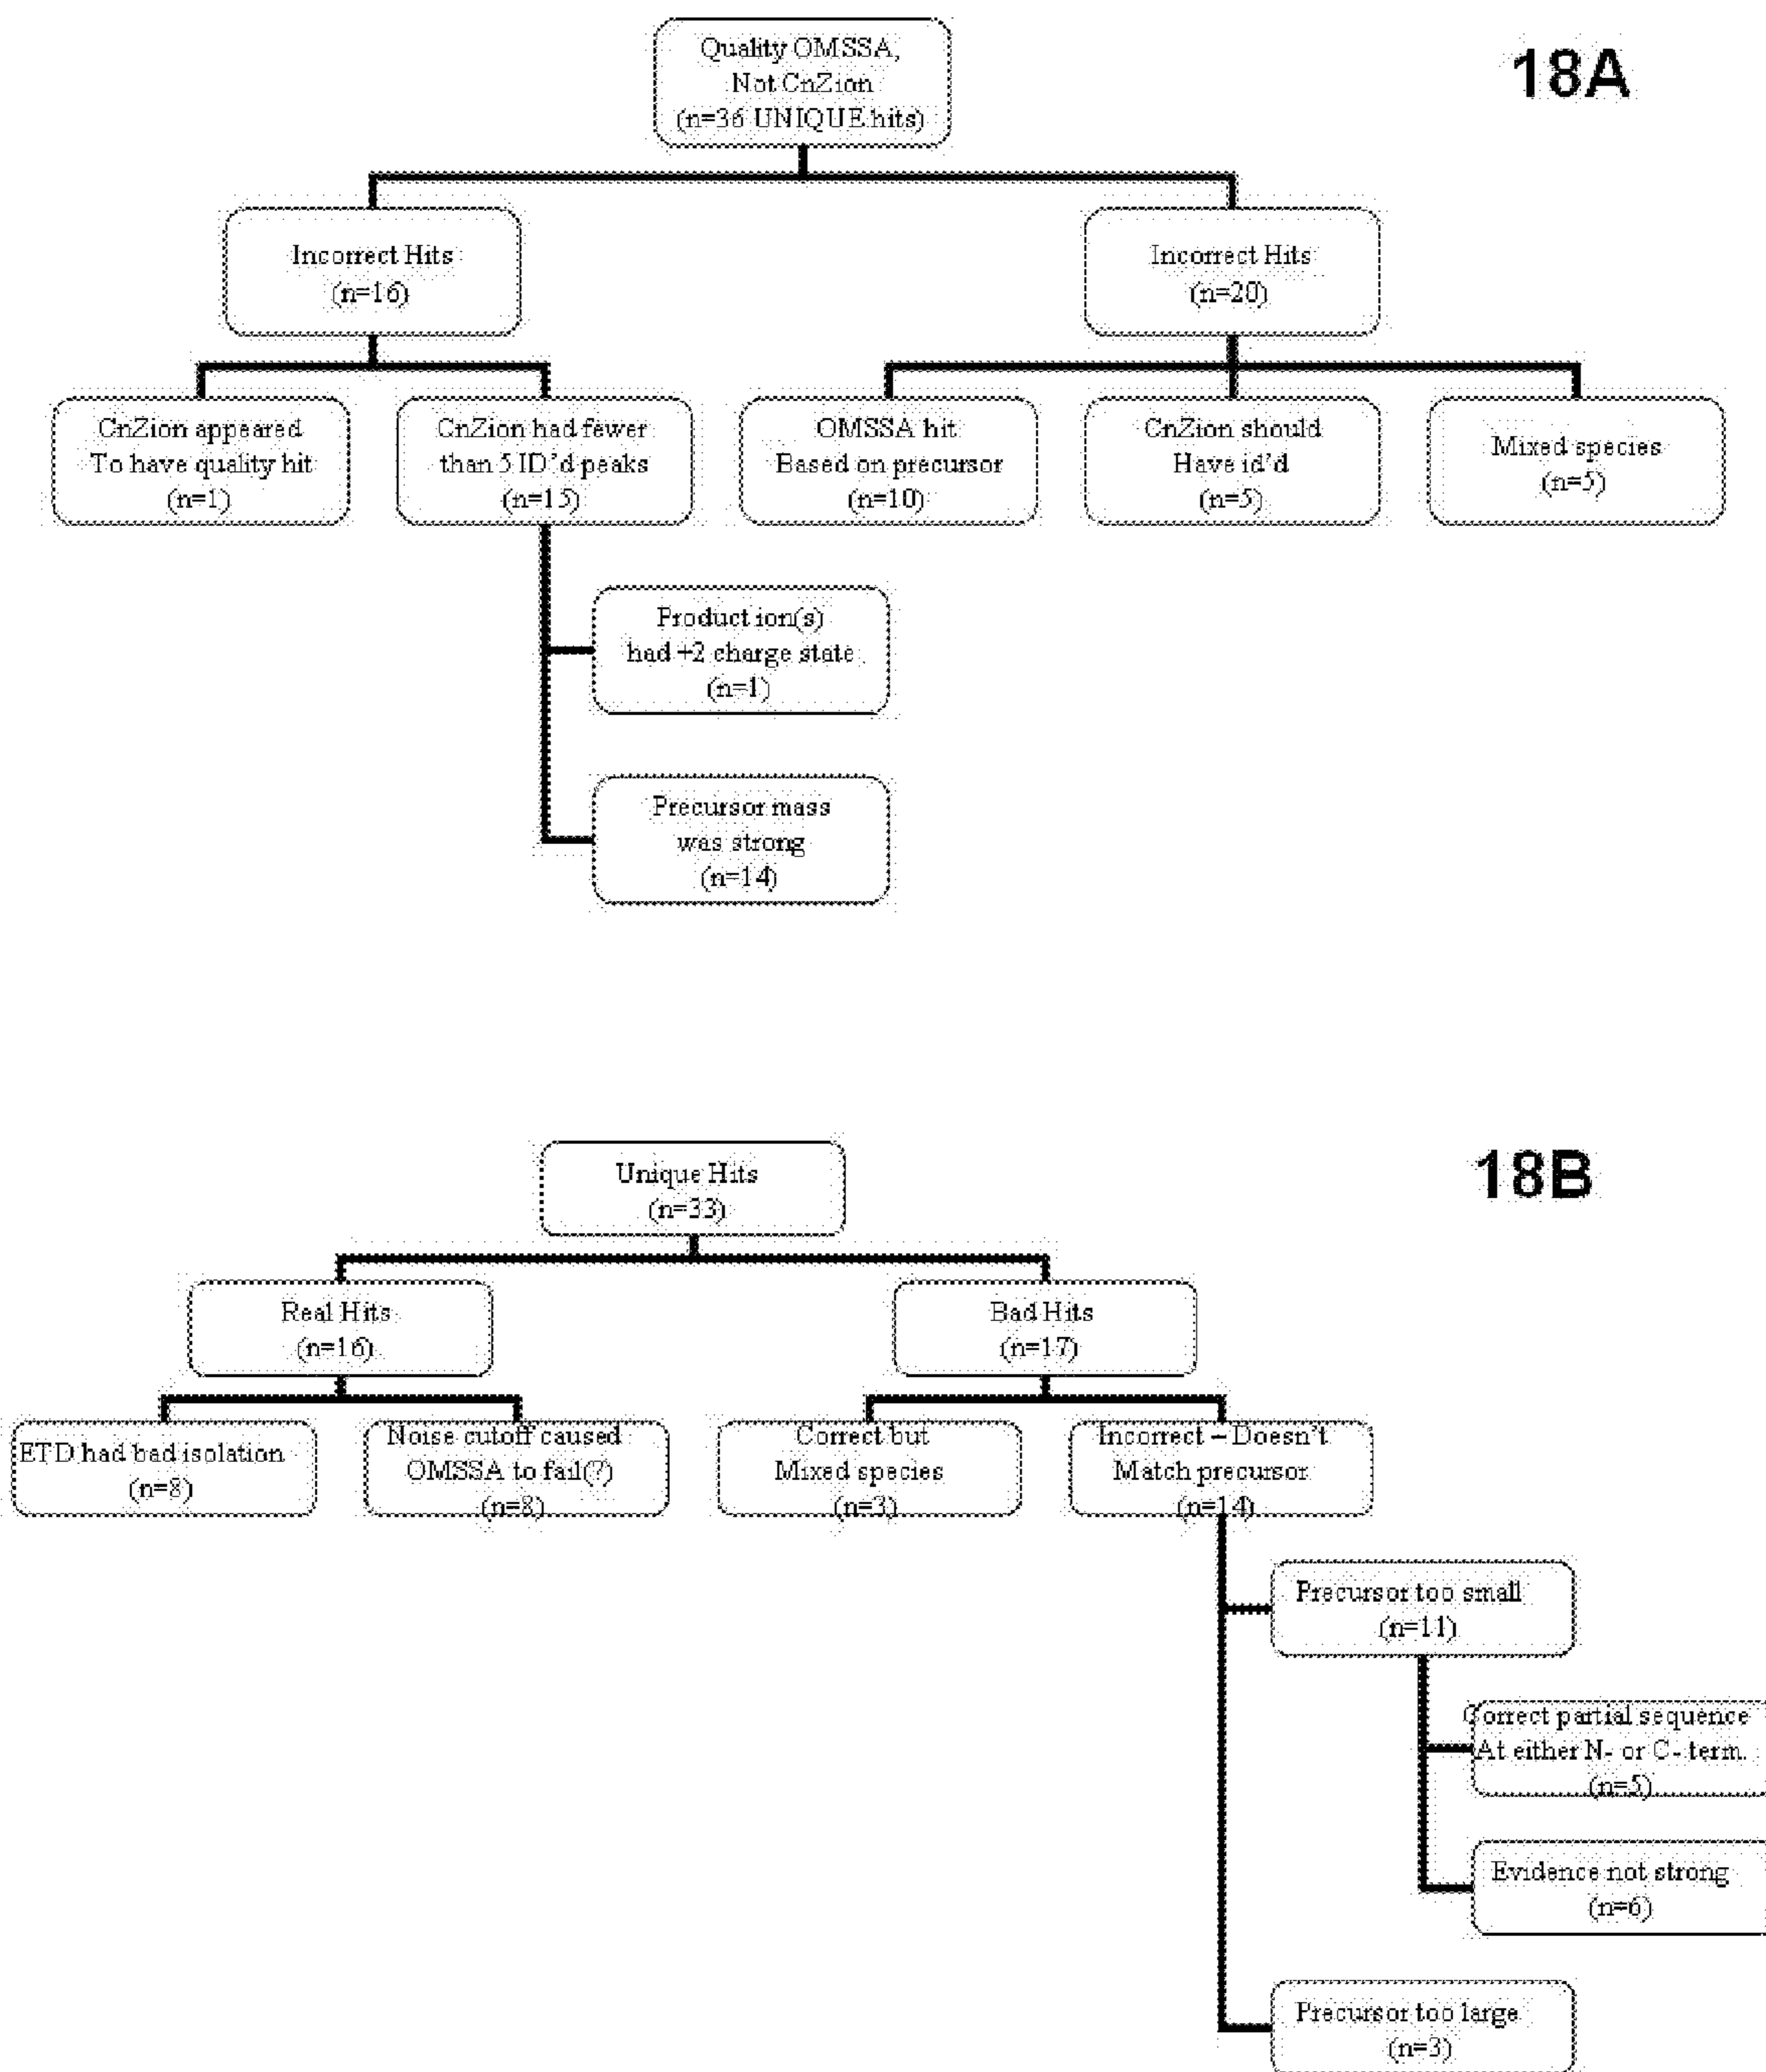 18A
Quality OMSSA,
Not CnZion
(n=36 UNIQUE hits)
Incorrect Hits
(n=16)
Incorrect Hits
(n=20)
CnZion appeared
To have quality hit
(n=1)
CnZion had fewer
than 5 ID'd peaks
(n=15)
OMSSA hit
Based on precursor
(n=10)
CnZion should
Have id'd
(n=5)
Mixed species
(n=5)
Product ion(s)
had +2 charge state
(n=1)
Precursor mass
was strong
(n=14)
18B
Unique Hits
(n=33)
Real Hits
(n=16)
Bad Hits
(n=17)
ETD had bad isolation
(n=8)
Noise cutoff caused
OMSSA to fail(?)
(n=8)
Correct but
Mixed species
(n=3)
Incorrect – Doesn't
Match precursor
(n=14)
Precursor too small
(n=11)
Correct partial sequence
At either N- or C- term.
(n=5)
Evidence not strong
(n=6)
Precursor too large
(n=3)